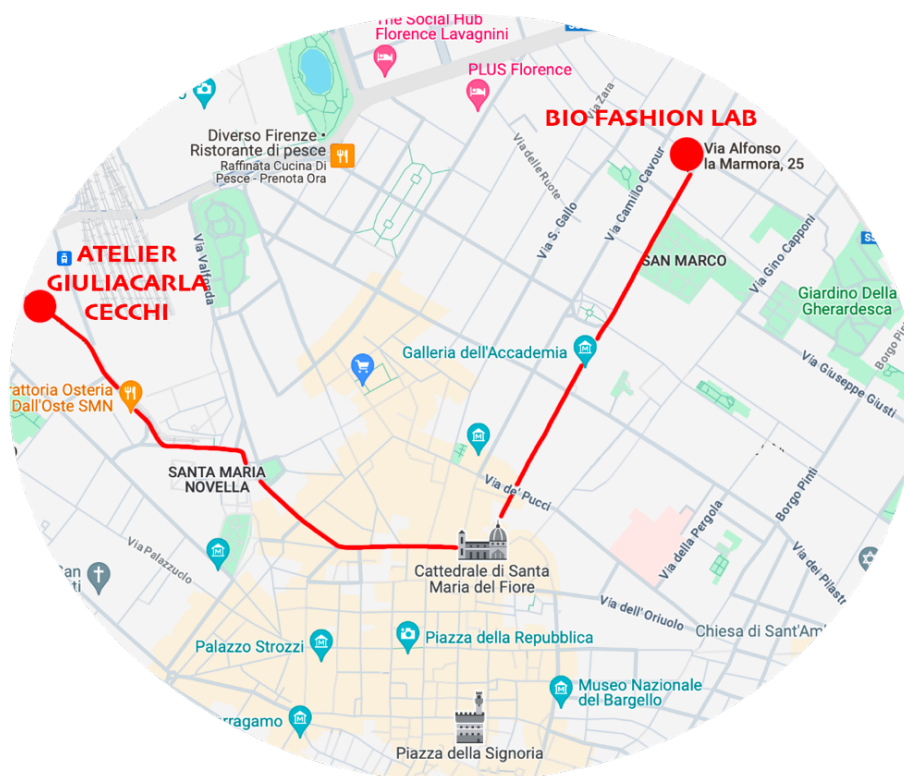 The Social Hub
Florence Lavagnini
PLUS Florence
Via Zara
BIO FASHION LAB
Via Alfonso
la Marmora, 25
Diverso Firenze •
Ristorante di pesce
Raffinata Cucina Di
Pesce - Prenota Ora
Via delle Ruote
Via Camillo Cavour
Via S. Gallo
Via Valfonda
SAN MARCO
Via Gino Capponi
ATELIER
GIULIACARLA
CECCHI
Giardino Della
Gherardesca
Borgo Pinti
Galleria dell'Accademia
Via Giuseppe Giusti
rattoria Osteria
Dall'Oste SMN
SANTA MARIA
NOVELLA
Via de' Pucci
Borgo Pinti
Via della Pergola
Via Palazzuolo
Cattedrale di Santa
Maria del Fiore
Via dei Pilastr
Via dell' Oriuolo
Chiesa di Sant'Am
Palazzo Strozzi
Piazza della Repubblica
Museo Nazionale
del Bargello
rragamo
Piazza della Signoria